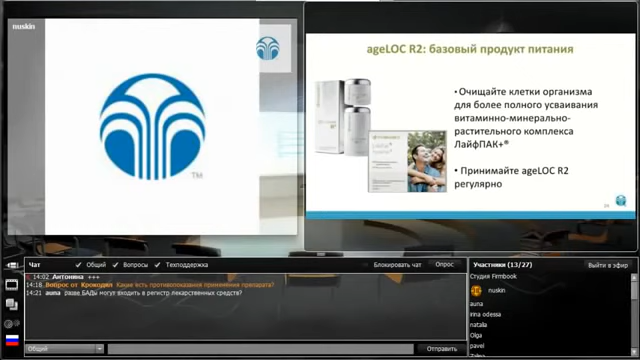 nuskin
TM
ageLOC R2: базовый продукт питания
• Очищайте клетки организма
для более полного усваивания
витаминно-минерально-
растительного комплекса
ЛайфПАК+®
• Принимайте ageLOC R2
регулярно
Чат
Общий
Вопросы
Техподдержка
Блокировать чат
Опрос
14:02 Антоняна +++
14:18 Вопрос от Крокодил Какие есть противопоказания применения препарата?
14:21 auna разве БАДы могут входить в регистр лекарственных средств?
Общий
Отправить
Участники (13/27)
Выйти в эфир
Студия Firmbook
nuskin
auna
irina odessa
natalia
Olga
pavel